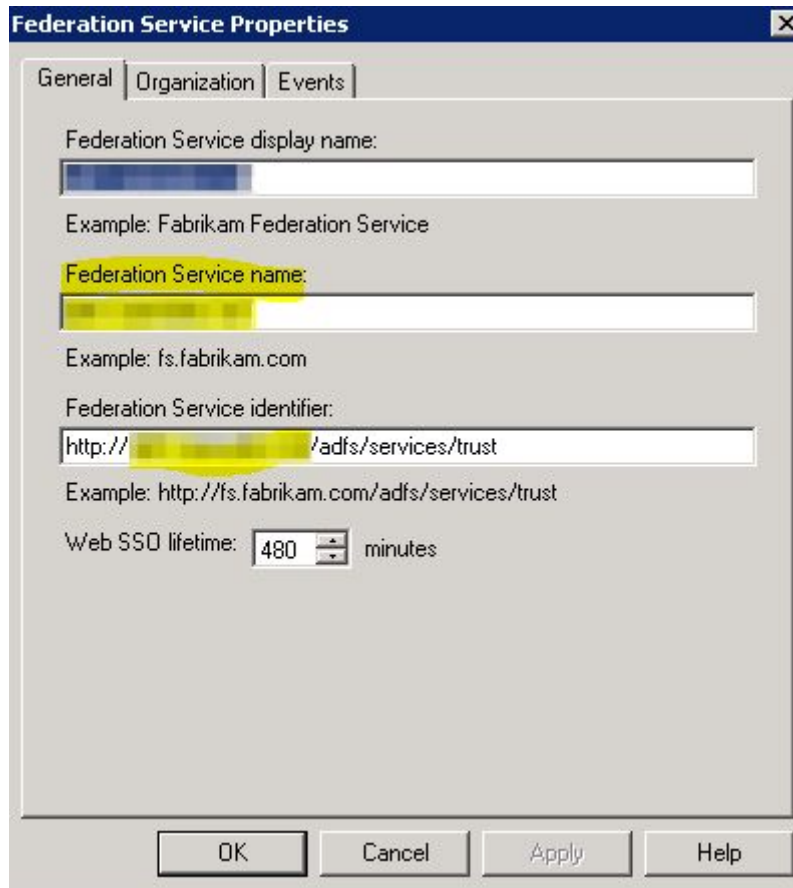 Federation Service Properties
General Organization Events
Federation Service display name:
Example: Fabrikam Federation Service
Federation Service name:
Example: fs.fabrikam.com
Federation Service identifier:
http:// /adfs/services/trust
Example: http://fs.fabrikam.com/adfs/services/trust
Web SSO lifetime: 480 minutes
OK Cancel Apply Help